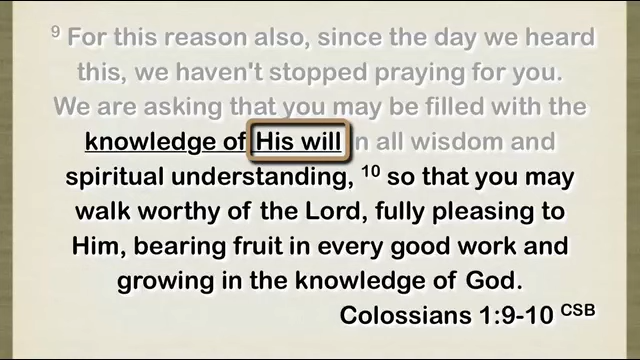 ⁹ For this reason also, since the day we heard
this, we haven't stopped praying for you.
We are asking that you may be filled with the
knowledge of His will in all wisdom and
spiritual understanding, ¹⁰ so that you may
walk worthy of the Lord, fully pleasing to
Him, bearing fruit in every good work and
growing in the knowledge of God.
Colossians 1:9-10 CSB